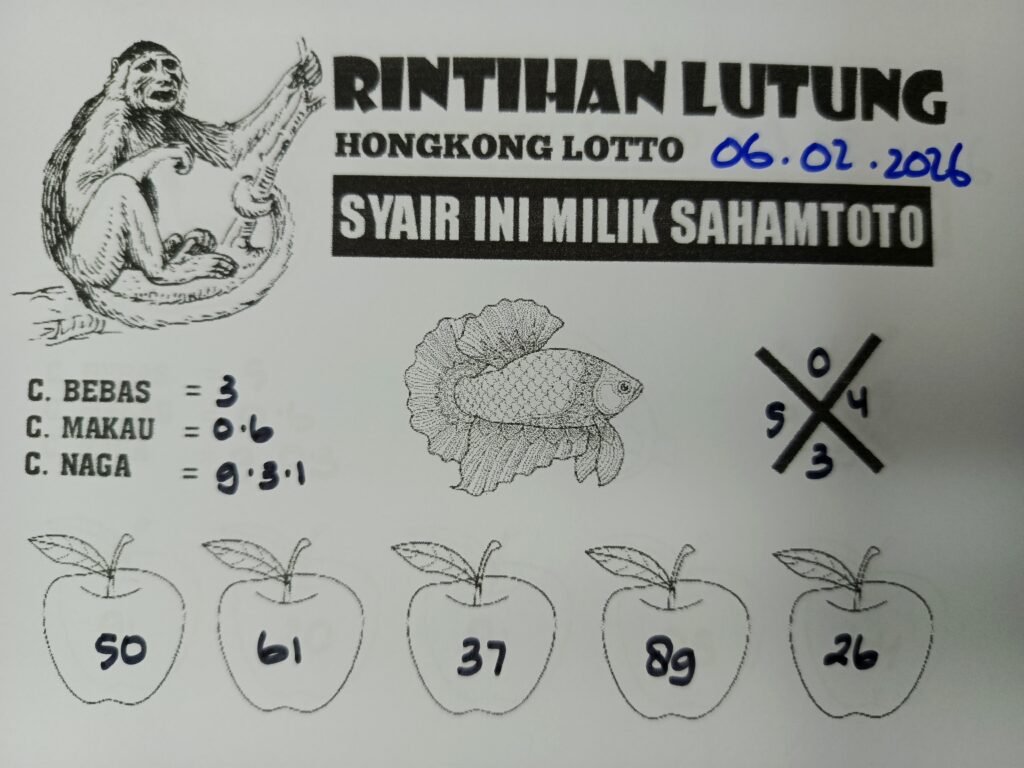 RINTIHAN LUTUNG
HONGKONG LOTTO 06.02.2026
SYAIR INI MILIK SAHAMTOTO
C. BEBAS = 3
C. MAKAU = 0.6
C. NAGA = 9.3.1
0
5 4
3
50 61 37 89 26